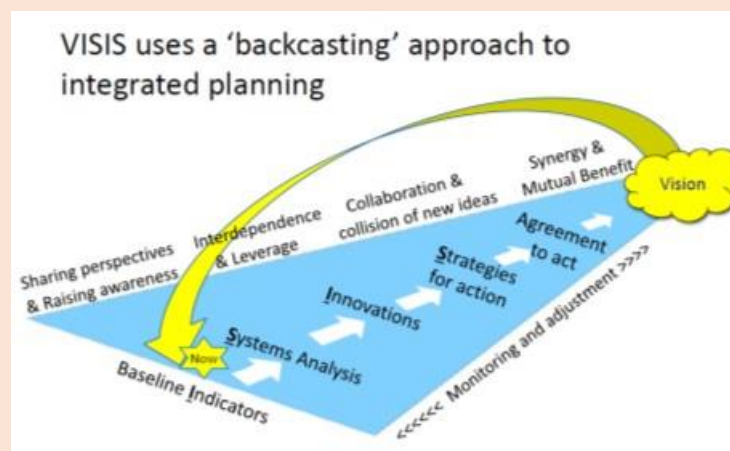 VISIS uses a ‘backcasting’ approach to
integrated planning
Synergy &
Mutual Benefit
Vision
Collaboration &
collision of new ideas
Interdependence
& Leverage
Sharing perspectives
& Raising awareness
Agreement
to act
Strategies
for action
Innovations
Systems Analysis
Now
Baseline Indicators
<<<<<< Monitoring and adjustment >>>>